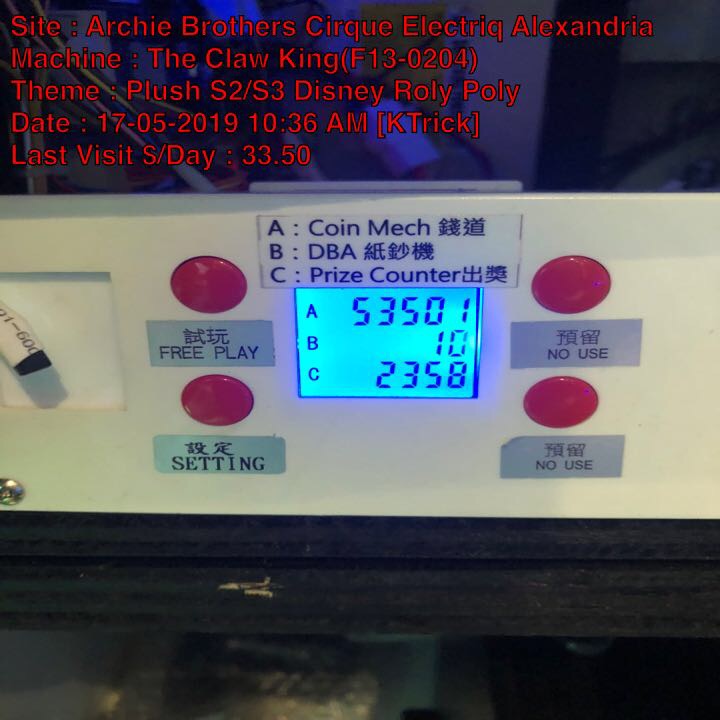 Site : Archie Brothers Cirque Electriq Alexandria
Machine : The Claw King(F13-0204)
Theme : Plush S2/S3 Disney Roly Poly
Date : 17-05-2019 10:36 AM [KTrick]
Last Visit S/Day : 33.50
A : Coin Mech 錢道
B : DBA 紙鈔機
C : Prize Counter出獎
A 53501
B 10
C 2358
試玩
FREE PLAY
預留
NO USE
設定
SETTING
預留
NO USE